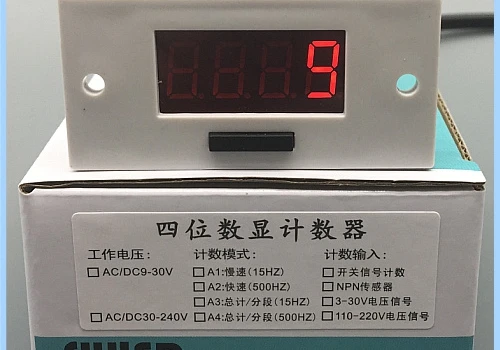 9
四位数显计数器
工作电压: 计数模式: 计数输入:
□AC/DC9-30V □A1:慢速(15HZ) □开关信号计数
□A2:快速(500HZ) □NPN传感器
□A3:总计/分段(15HZ) □3-30V电压信号
□AC/DC30-240V □A4:总计/分段(500HZ) □110-220V电压信号